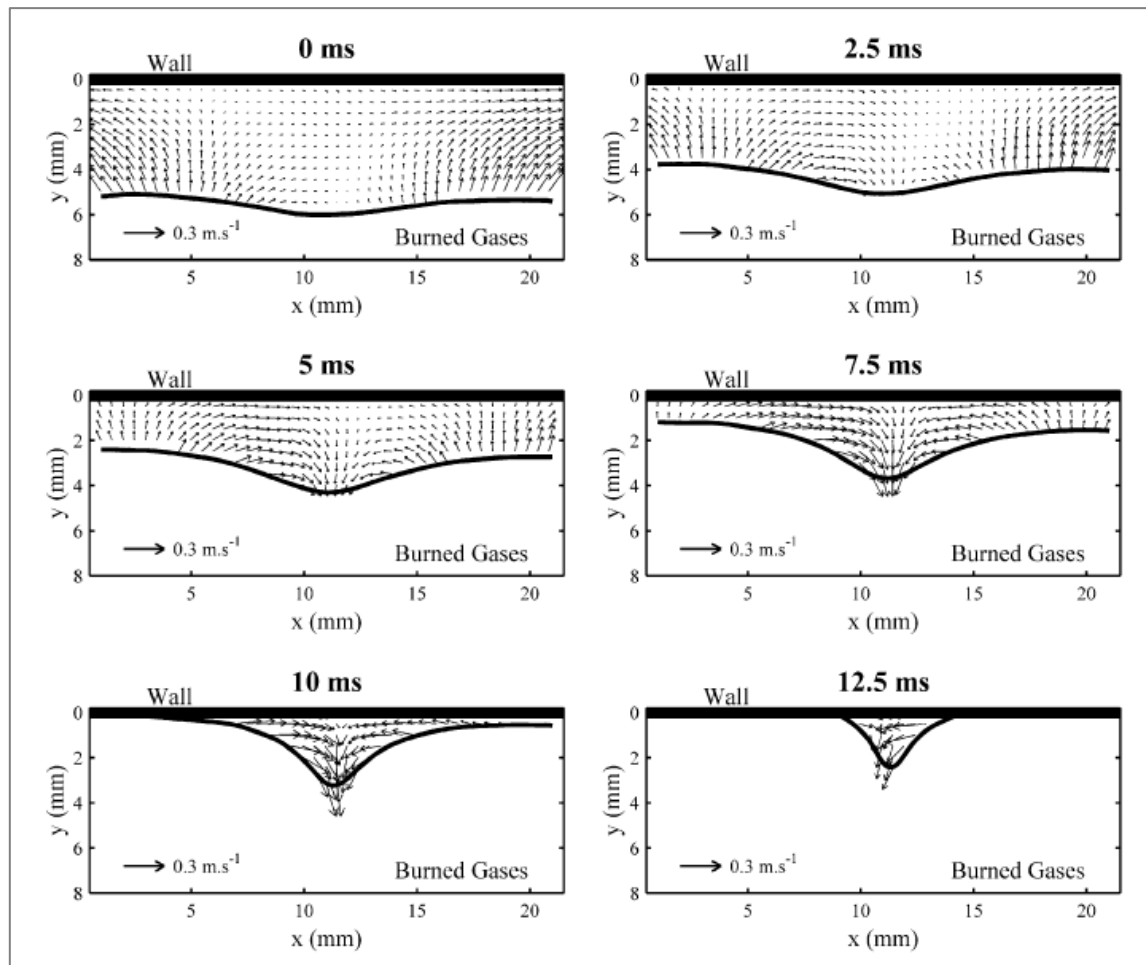 0 ms
Wall
0
2
4
6
8
y (mm)
0.3 m.s⁻¹
Burned Gases
5 10 15 20
x (mm)
2.5 ms
Wall
0
2
4
6
8
y (mm)
0.3 m.s⁻¹
Burned Gases
5 10 15 20
x (mm)
5 ms
Wall
0
2
4
6
8
y (mm)
0.3 m.s⁻¹
Burned Gases
5 10 15 20
x (mm)
7.5 ms
Wall
0
2
4
6
8
y (mm)
0.3 m.s⁻¹
Burned Gases
5 10 15 20
x (mm)
10 ms
Wall
0
2
4
6
8
y (mm)
0.3 m.s⁻¹
Burned Gases
5 10 15 20
x (mm)
12.5 ms
Wall
0
2
4
6
8
y (mm)
0.3 m.s⁻¹
Burned Gases
5 10 15 20
x (mm)